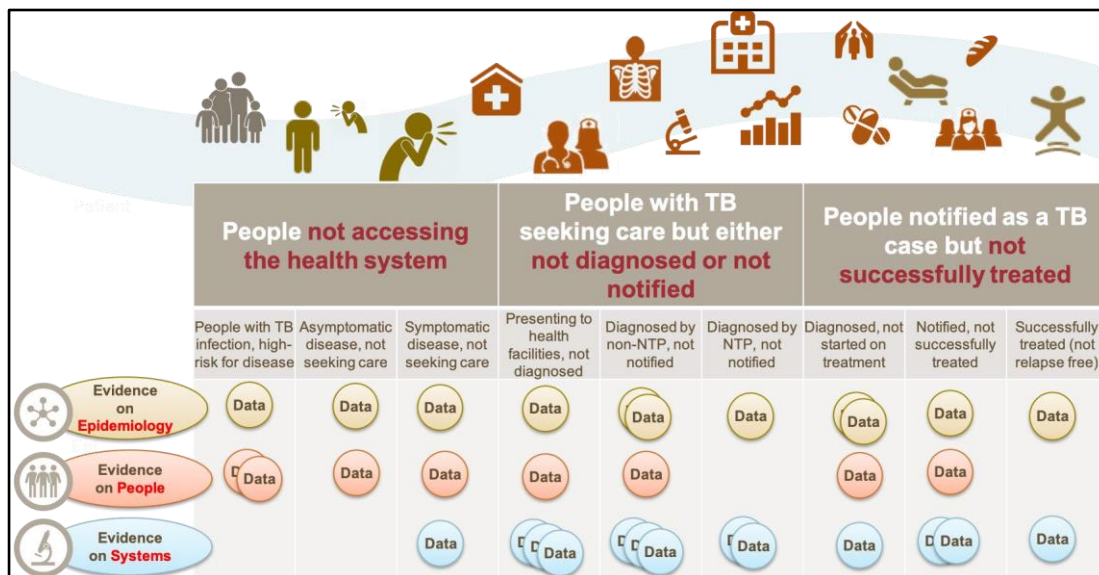 Patient
People not accessing
the health system
People with TB
seeking care but either
not diagnosed or not
notified
People notified as a TB
case but not
successfully treated
People with TB
infection, high-
risk for disease
Asymptomatic
disease, not
seeking care
Symptomatic
disease, not
seeking care
Presenting to
health
facilities, not
diagnosed
Diagnosed by
non-NTP, not
notified
Diagnosed by
NTP, not
notified
Diagnosed, not
started on
treatment
Notified, not
successfully
treated
Successfully
treated (not
relapse free)
Evidence
on
Epidemiology
Data Data Data Data Data Data Data Data Data
Evidence
on People
D Data Data Data Data Data Data Data
Evidence
on Systems
Data D D Data D D Data D Data Data D Data Data